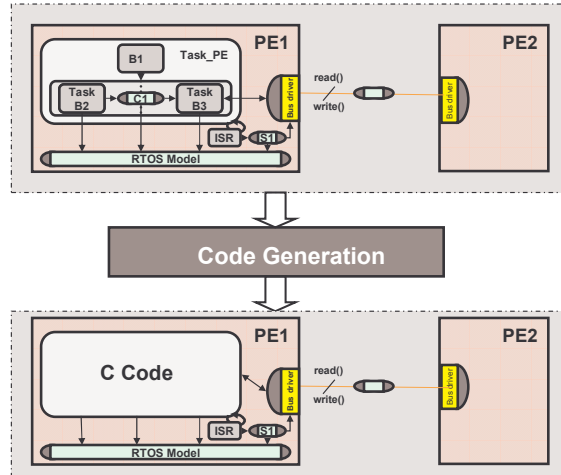 PE1
PE2
Task_PE
B1
Task
B2
C1
Task
B3
Bus driver
read()
write()
Bus driver
ISR
S1
RTOS Model
Code Generation
PE1
PE2
C Code
Bus driver
read()
write()
Bus driver
ISR
S1
RTOS Model